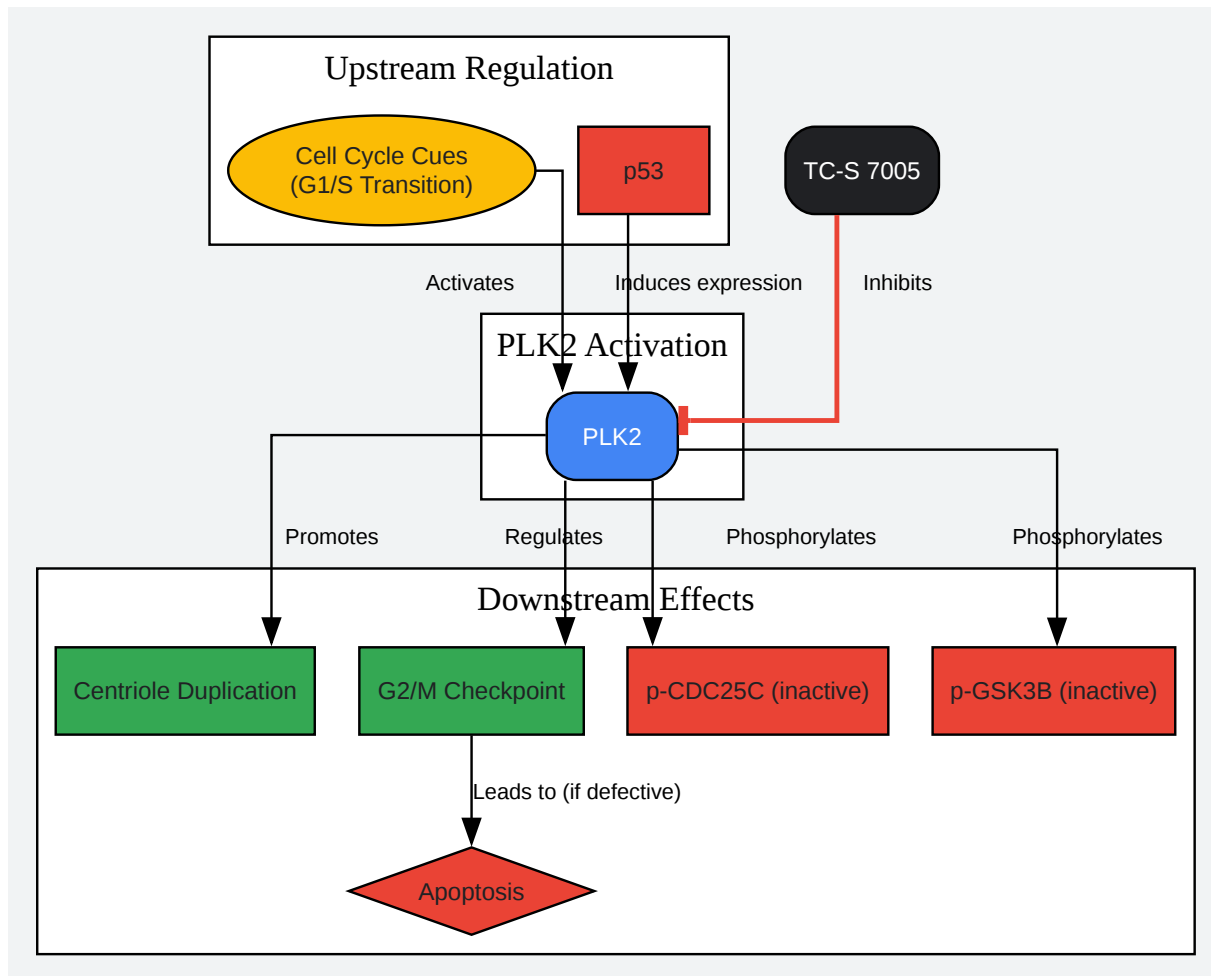 Upstream Regulation
Cell Cycle Cues
(G1/S Transition)
p53
TC-S 7005
Activates
Induces expression
Inhibits
PLK2 Activation
PLK2
Promotes
Regulates
Phosphorylates
Phosphorylates
Downstream Effects
Centriole Duplication
G2/M Checkpoint
p-CDC25C (inactive)
p-GSK3B (inactive)
Leads to (if defective)
Apoptosis